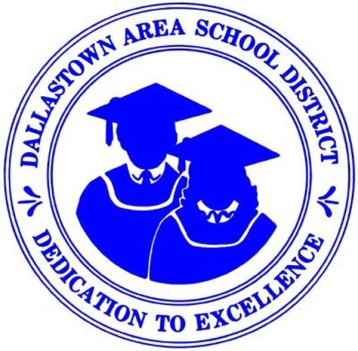 DALLASTOWN AREA SCHOOL DISTRICT
DEDICATION TO EXCELLENCE